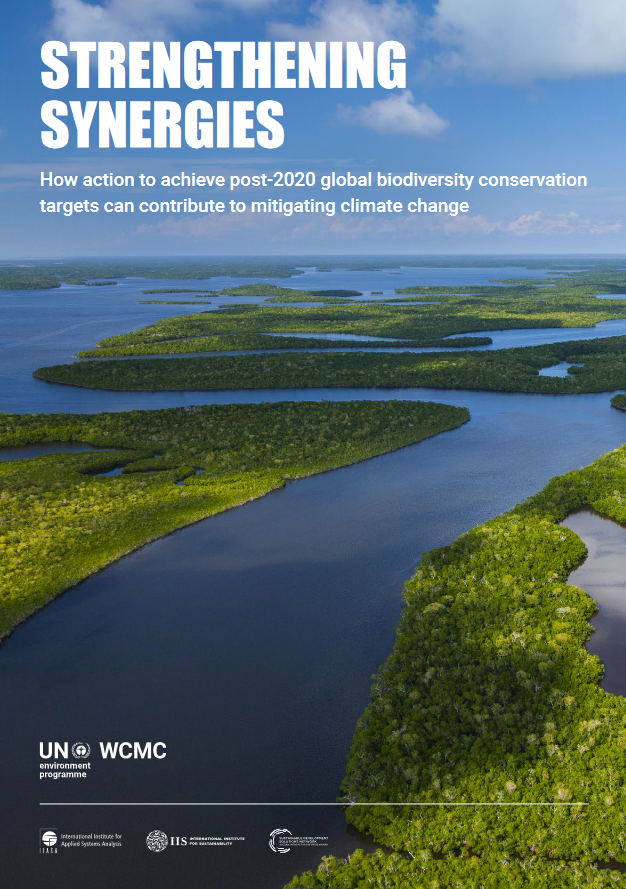 STRENGTHENING
SYNERGIES
How action to achieve post-2020 global biodiversity conservation
targets can contribute to mitigating climate change
UN WCMC
environment
programme
International Institute for
Applied Systems Analysis
IIASA
IIS INTERNATIONAL INSTITUTE
FOR SUSTAINABILITY
SUSTAINABLE DEVELOPMENT
SOLUTIONS NETWORK